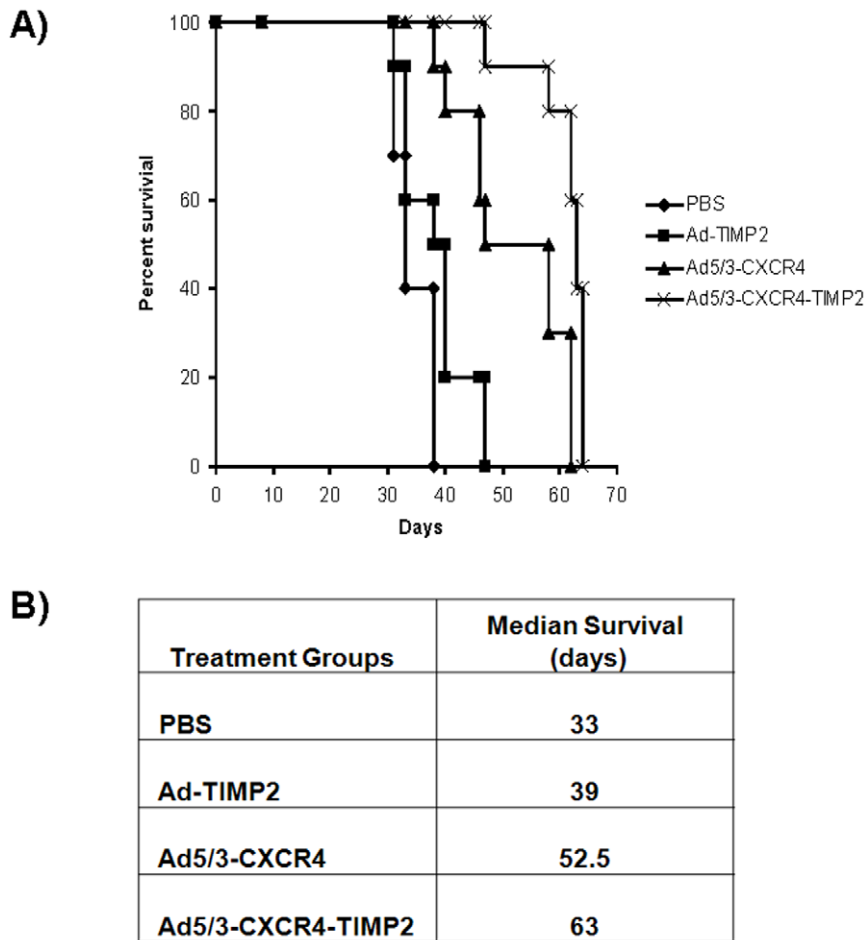 A)
100
80
60
40
20
0
Percent survivial
0 10 20 30 40 50 60 70
Days
PBS
Ad-TIMP2
Ad5/3-CXCR4
Ad5/3-CXCR4-TIMP2
B)
Treatment Groups
Median Survival
(days)
PBS 33
Ad-TIMP2 39
Ad5/3-CXCR4 52.5
Ad5/3-CXCR4-TIMP2 63